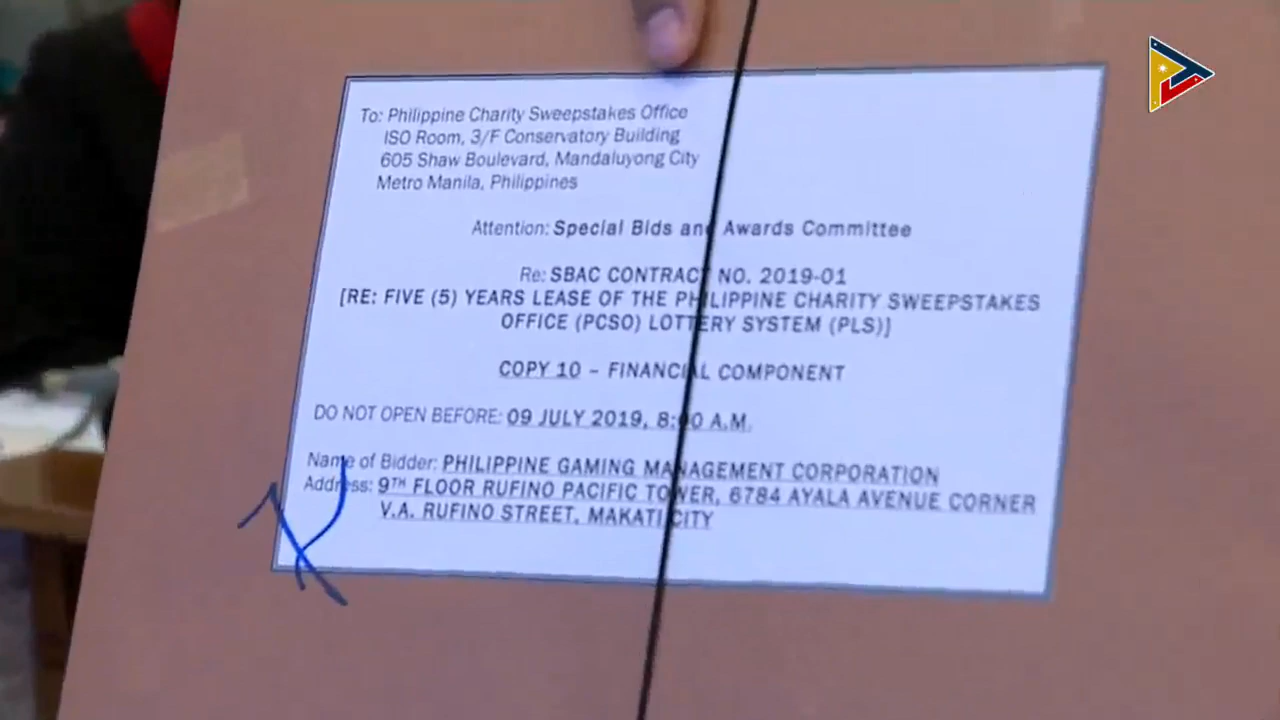 To: Philippine Charity Sweepstakes Office
ISO Room, 3/F Conservatory Building
605 Shaw Boulevard, Mandaluyong City
Metro Manila, Philippines
Attention: Special Bids and Awards Committee
Re: SBAC CONTRACT NO. 2019-01
[RE: FIVE (5) YEARS LEASE OF THE PHILIPPINE CHARITY SWEEPSTAKES
OFFICE (PCSO) LOTTERY SYSTEM (PLS)]
COPY 10 – FINANCIAL COMPONENT
DO NOT OPEN BEFORE: 09 JULY 2019, 8:00 A.M.
Name of Bidder: PHILIPPINE GAMING MANAGEMENT CORPORATION
Address: 9TH FLOOR RUFINO PACIFIC TOWER, 6784 AYALA AVENUE CORNER
V.A. RUFINO STREET, MAKATI CITY